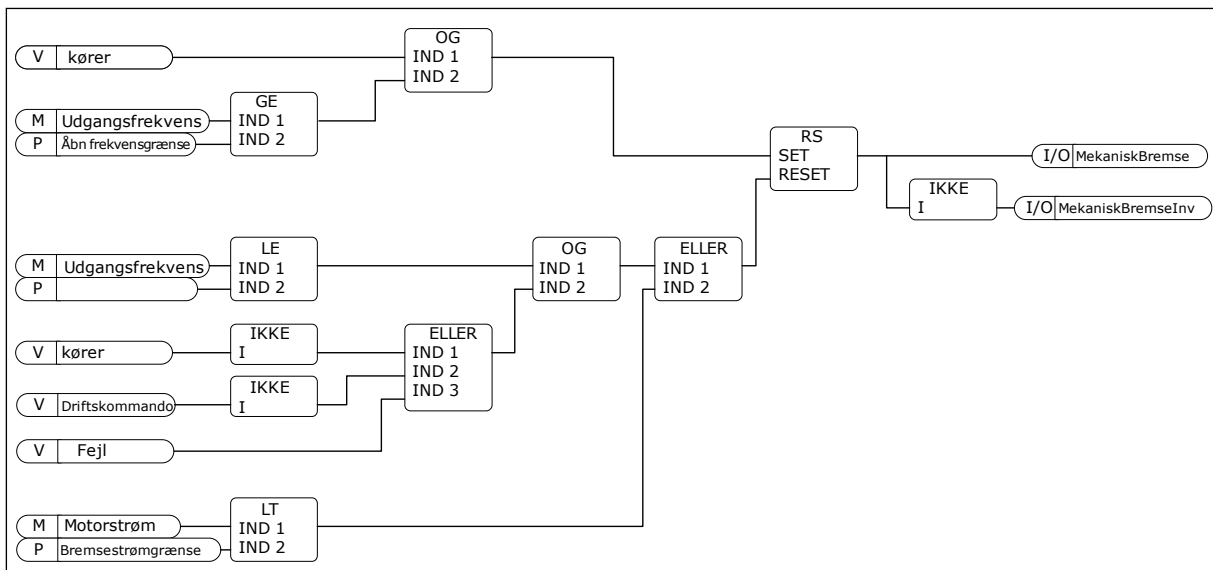 OG
V kører
IND 1
IND 2
GE
M Udgangsfrekvens
IND 1
P Åbn frekvensgrænse
IND 2
RS
SET
RESET
I/O MekaniskBremse
IKKE
I
I/O MekaniskBremseInv
LE
M Udgangsfrekvens
IND 1
P
IND 2
OG
IND 1
IND 2
ELLER
IND 1
IND 2
V kører
IKKE
I
ELLER
IND 1
IND 2
IND 3
V Driftskommando
IKKE
I
V Fejl
LT
M Motorstrøm
IND 1
P Bremsestrømgrænse
IND 2